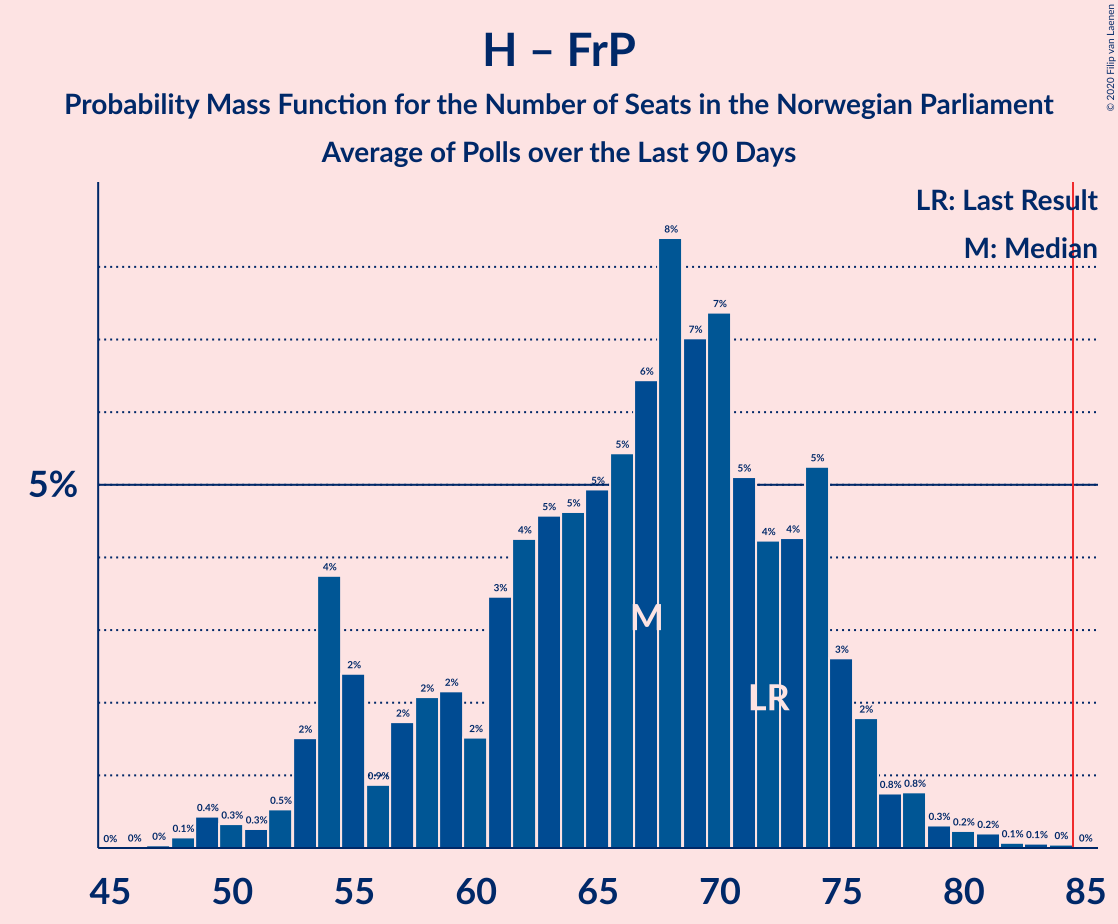 H – FrP
Probability Mass Function for the Number of Seats in the Norwegian Parliament
Average of Polls over the Last 90 Days
© 2020 Filip van Laenen
LR: Last Result
M: Median
5%
0% 0% 0% 0.1% 0.4% 0.3% 0.3% 0.5% 2% 4% 2% 0.9% 2% 2% 2% 2% 3% 4% 5% 5% 5% 5% 6% 8% 7% 7% 5% 4% 4% 5% 3% 2% 0.8% 0.8% 0.3% 0.2% 0.2% 0.1% 0.1% 0% 0%
M
LR
45 50 55 60 65 70 75 80 85